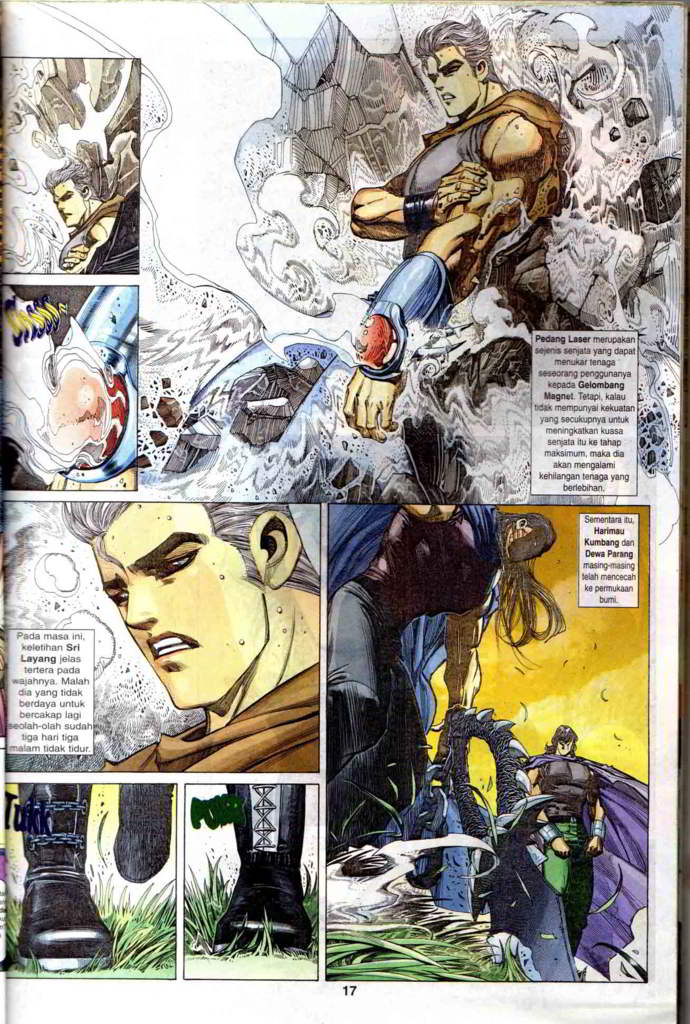 Pedang Laser merupakan
sejenis senjata yang dapat
menukar tenaga
seseorang penggunanya
kepada Gelombang
Magnet. Tetapi, kalau
tidak mempunyai kekuatan
yang secukupnya untuk
meningkatkan kuasa
senjata itu ke tahap
maksimum, maka dia
akan mengalami
kehilangan tenaga yang
berlebihan.
Pada masa ini,
keletihan Sri
Layang jelas
tertera pada
wajahnya. Malah
dia yang tidak
berdaya untuk
bercakap lagi
seolah-olah sudah
tiga hari tiga
malam tidak tidur.
Sementara itu,
Harimau
Kumbang dan
Dewa Parang
masing-masing
telah mencecah
ke permukaan
bumi.
Tukk
17